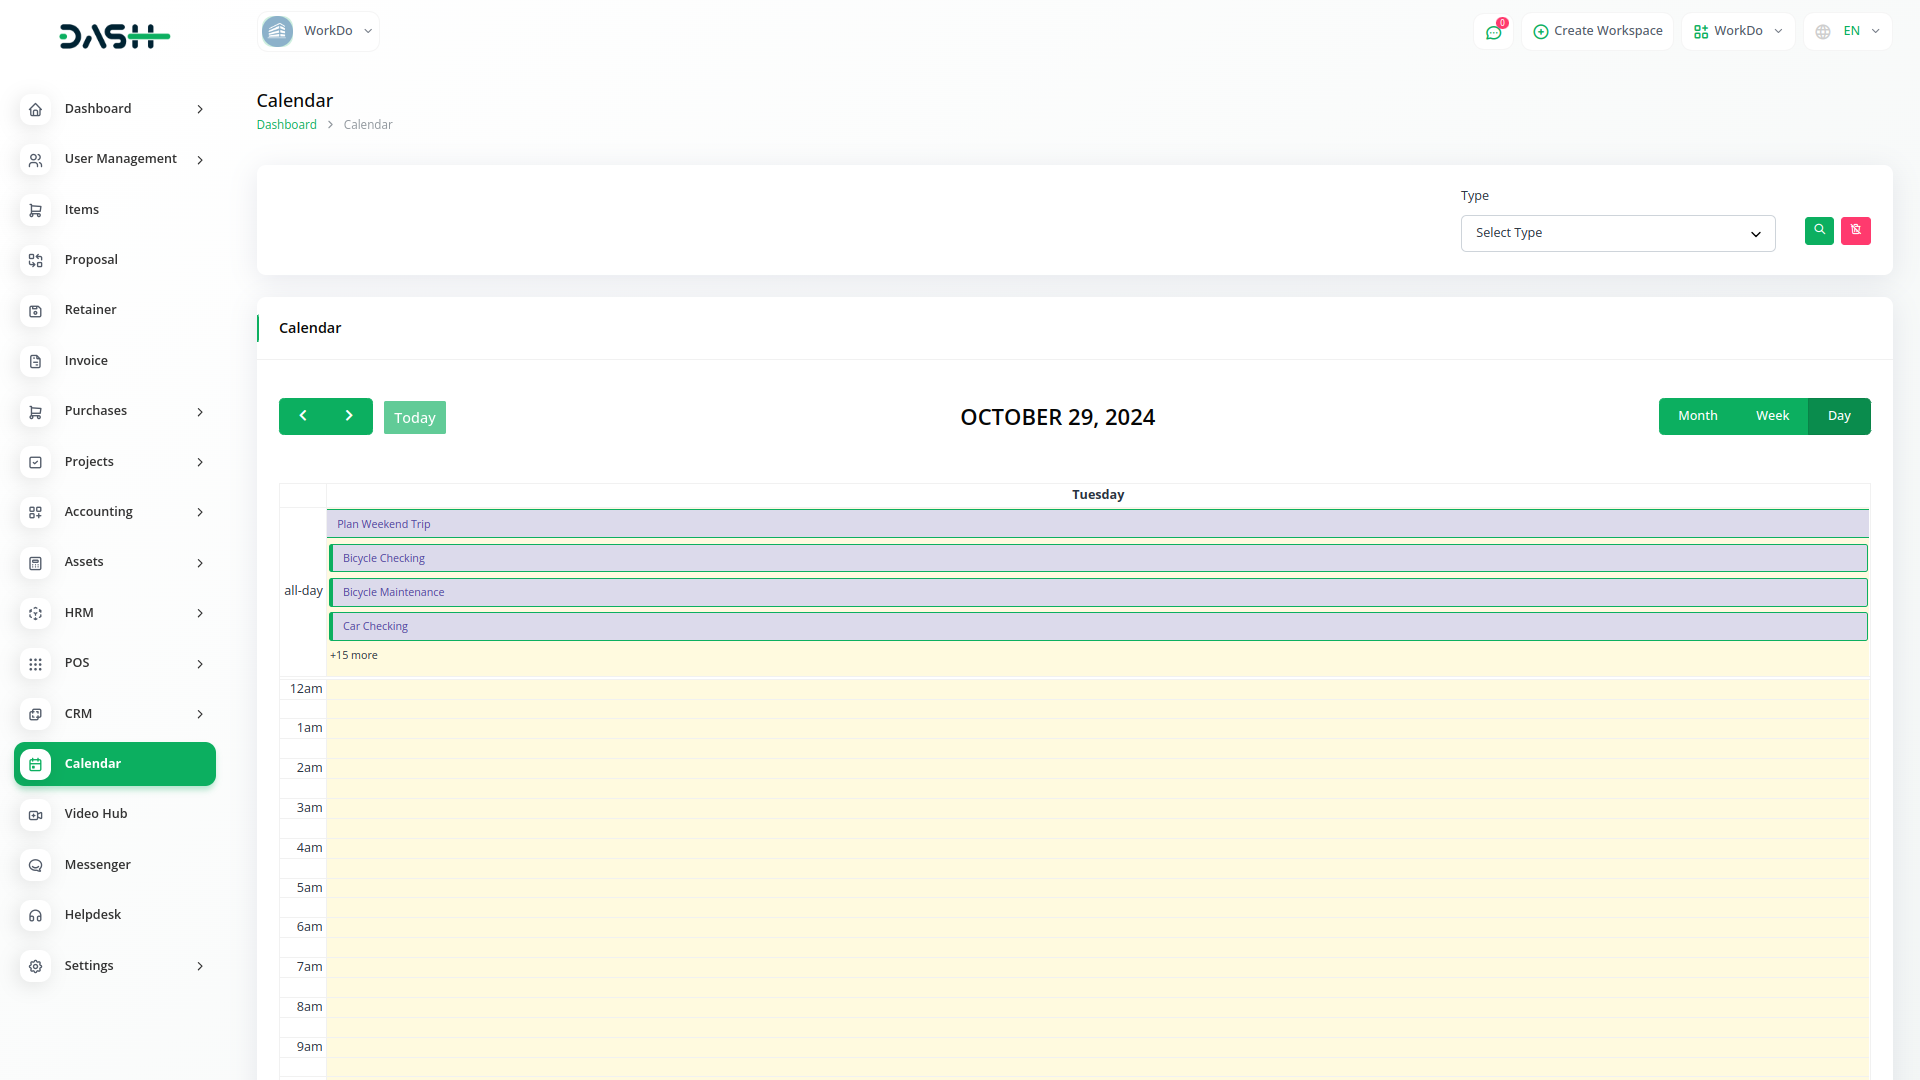 DASH
WorkDo
0
Create Workspace
WorkDo
EN
Dashboard
User Management
Items
Proposal
Retainer
Invoice
Purchases
Projects
Accounting
Assets
HRM
POS
CRM
Calendar
Video Hub
Messenger
Helpdesk
Settings
Calendar
Dashboard > Calendar
Type
Select Type
Calendar
Today
OCTOBER 29, 2024
Month Week Day
Tuesday
all-day
Plan Weekend Trip
Bicycle Checking
Bicycle Maintenance
Car Checking
+15 more
12am
1am
2am
3am
4am
5am
6am
7am
8am
9am